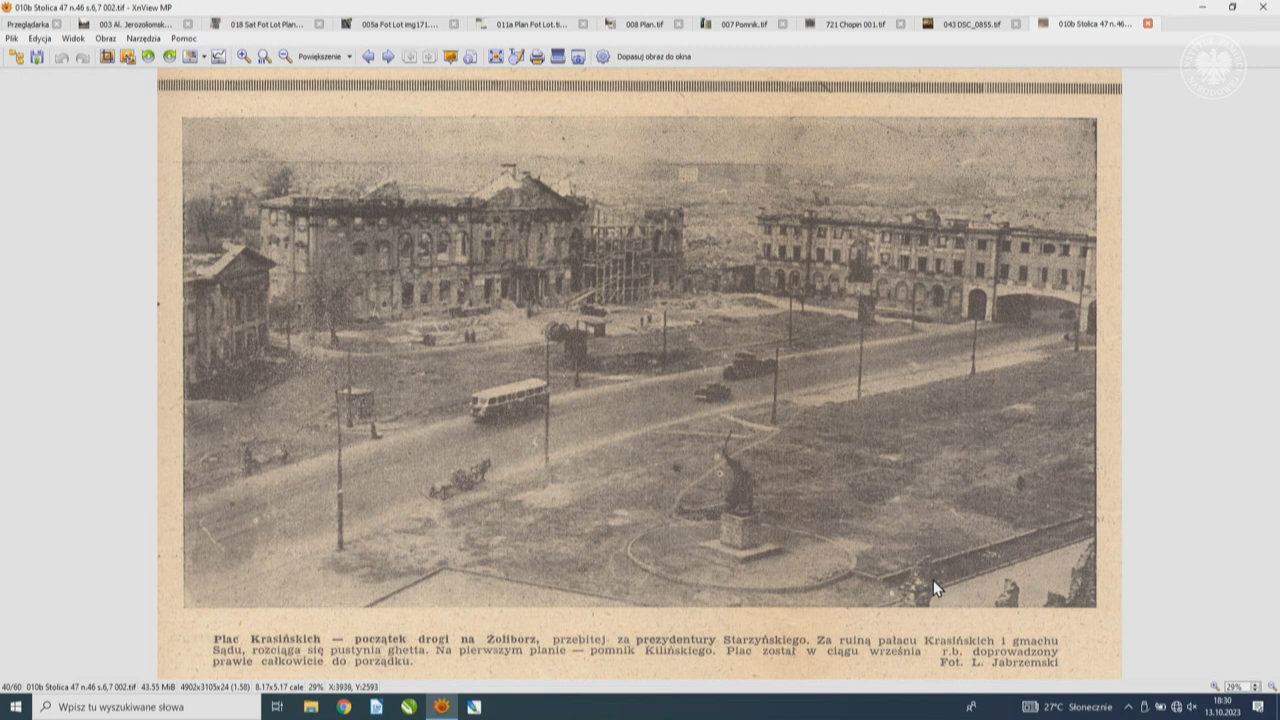 010b Stolica 47 n.46 s.6,7 002.tif - XnView MP
Przeglądarka
003 Al. Jerozolomsk...
018 Sat Fot Lot Plan...
005a Fot Lot img171....
011a Plan Fot Lot.ti...
008 Plan.tif
007 Pomnik.tif
721 Chopin 001.tif
043 DSC_0855.tif
010b Stolica 47 n.46...
Plik Edycja Widok Obraz Narzędzia Pomoc
Powiększenie
Dopasuj obraz do okna
Plac Krasińskich — początek drogi na Żoliborz, przebitej za prezydentury Starzyńskiego. Za ruiną pałacu Krasińskich i gmachu
Sądu, rozciąga się pustynia ghetta. Na pierwszym planie — pomnik Kilińskiego. Plac został w ciągu września r.b. doprowadzony
prawie całkowicie do porządku. Fot. L. Jabrzemski
40/60 010b Stolica 47 n.46 s.6,7 002.tif 43.55 MiB 4902x3105x24 (1.58) 8.17x5.17 cale 29% X:3938, Y:2593
29%
Wpisz tu wyszukiwane słowa
27°C Słonecznie
18:30
13.10.2023